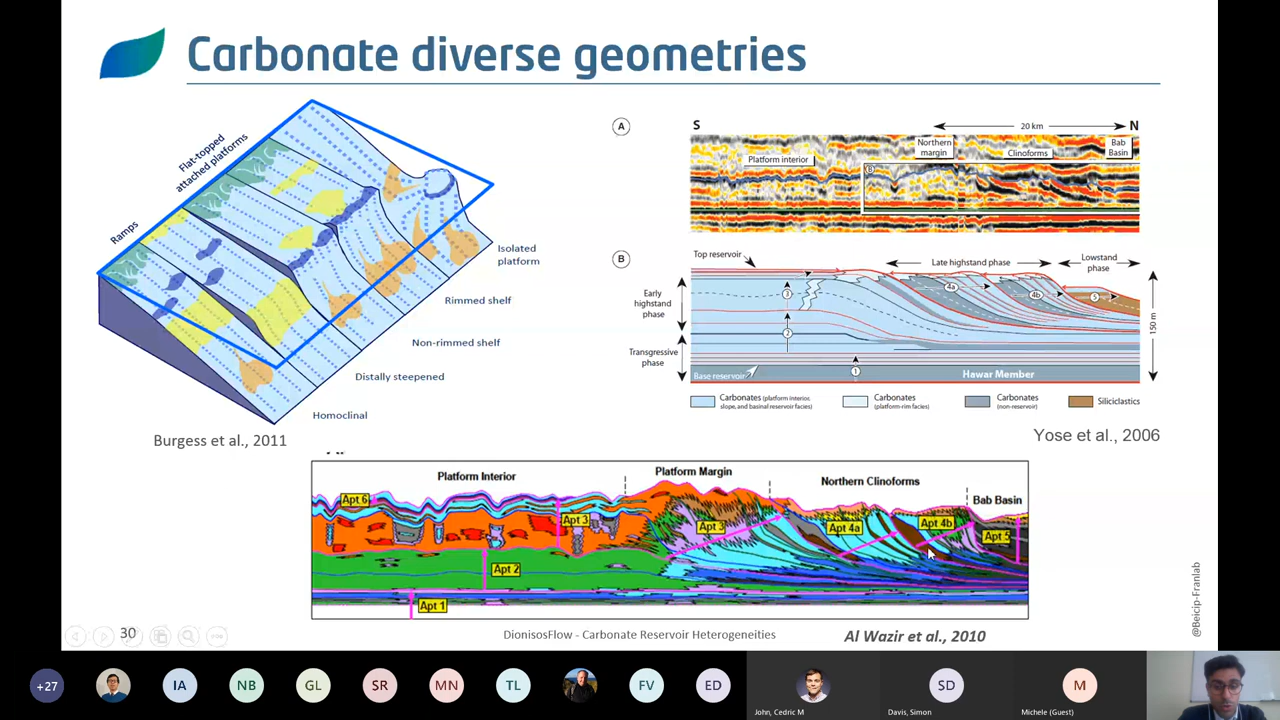 Carbonate diverse geometries
Flat-topped
attached platforms
Ramps
Isolated
platform
Rimmed shelf
Non-rimmed shelf
Distally steepened
Homoclinal
Burgess et al., 2011
A
S
20 km
N
Platform interior
Northern
margin
Clinoforms
Bab
Basin
B
B
Top reservoir
Late highstand phase
Lowstand
phase
Early
highstand
phase
Transgressive
phase
3
4a
4b
5
2
1
150 m
Base reservoir
Hawar Member
Carbonates (platform interior,
slope, and basinal reservoir facies)
Carbonates
(platform-rim facies)
Carbonates
(non-reservoir)
Siliciclastics
Yose et al., 2006
Platform Interior
Platform Margin
Northern Clinoforms
Bab Basin
Apt 6
Apt 3
Apt 3
Apt 4a
Apt 4b
Apt 5
Apt 2
Apt 1
30
DionisosFlow - Carbonate Reservoir Heterogeneities
Al Wazir et al., 2010
@Beicip-Franlab
+27
IA
NB
GL
SR
MN
TL
FV
ED
John, Cedric M
SD
Davis, Simon
M
Michele (Guest)